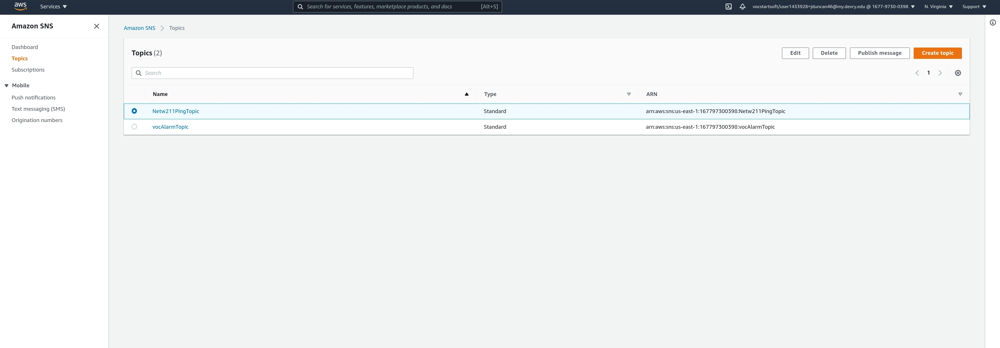 aws Services Search for services, features, marketplace products, and docs [Alt+S] vocstartsoft/user1433928=jduncan46@my.devry.edu @ 1677-9730-0398 N. Virginia Support
Amazon SNS
Dashboard
Topics
Subscriptions
Mobile
Push notifications
Text messaging (SMS)
Origination numbers
Amazon SNS Topics
Topics (2) Edit Delete Publish message Create topic
Search 1
Name Type ARN
Netw211PingTopic Standard arn:aws:sns:us-east-1:167797300398:Netw211PingTopic
vocAlarmTopic Standard arn:aws:sns:us-east-1:167797300398:vocAlarmTopic